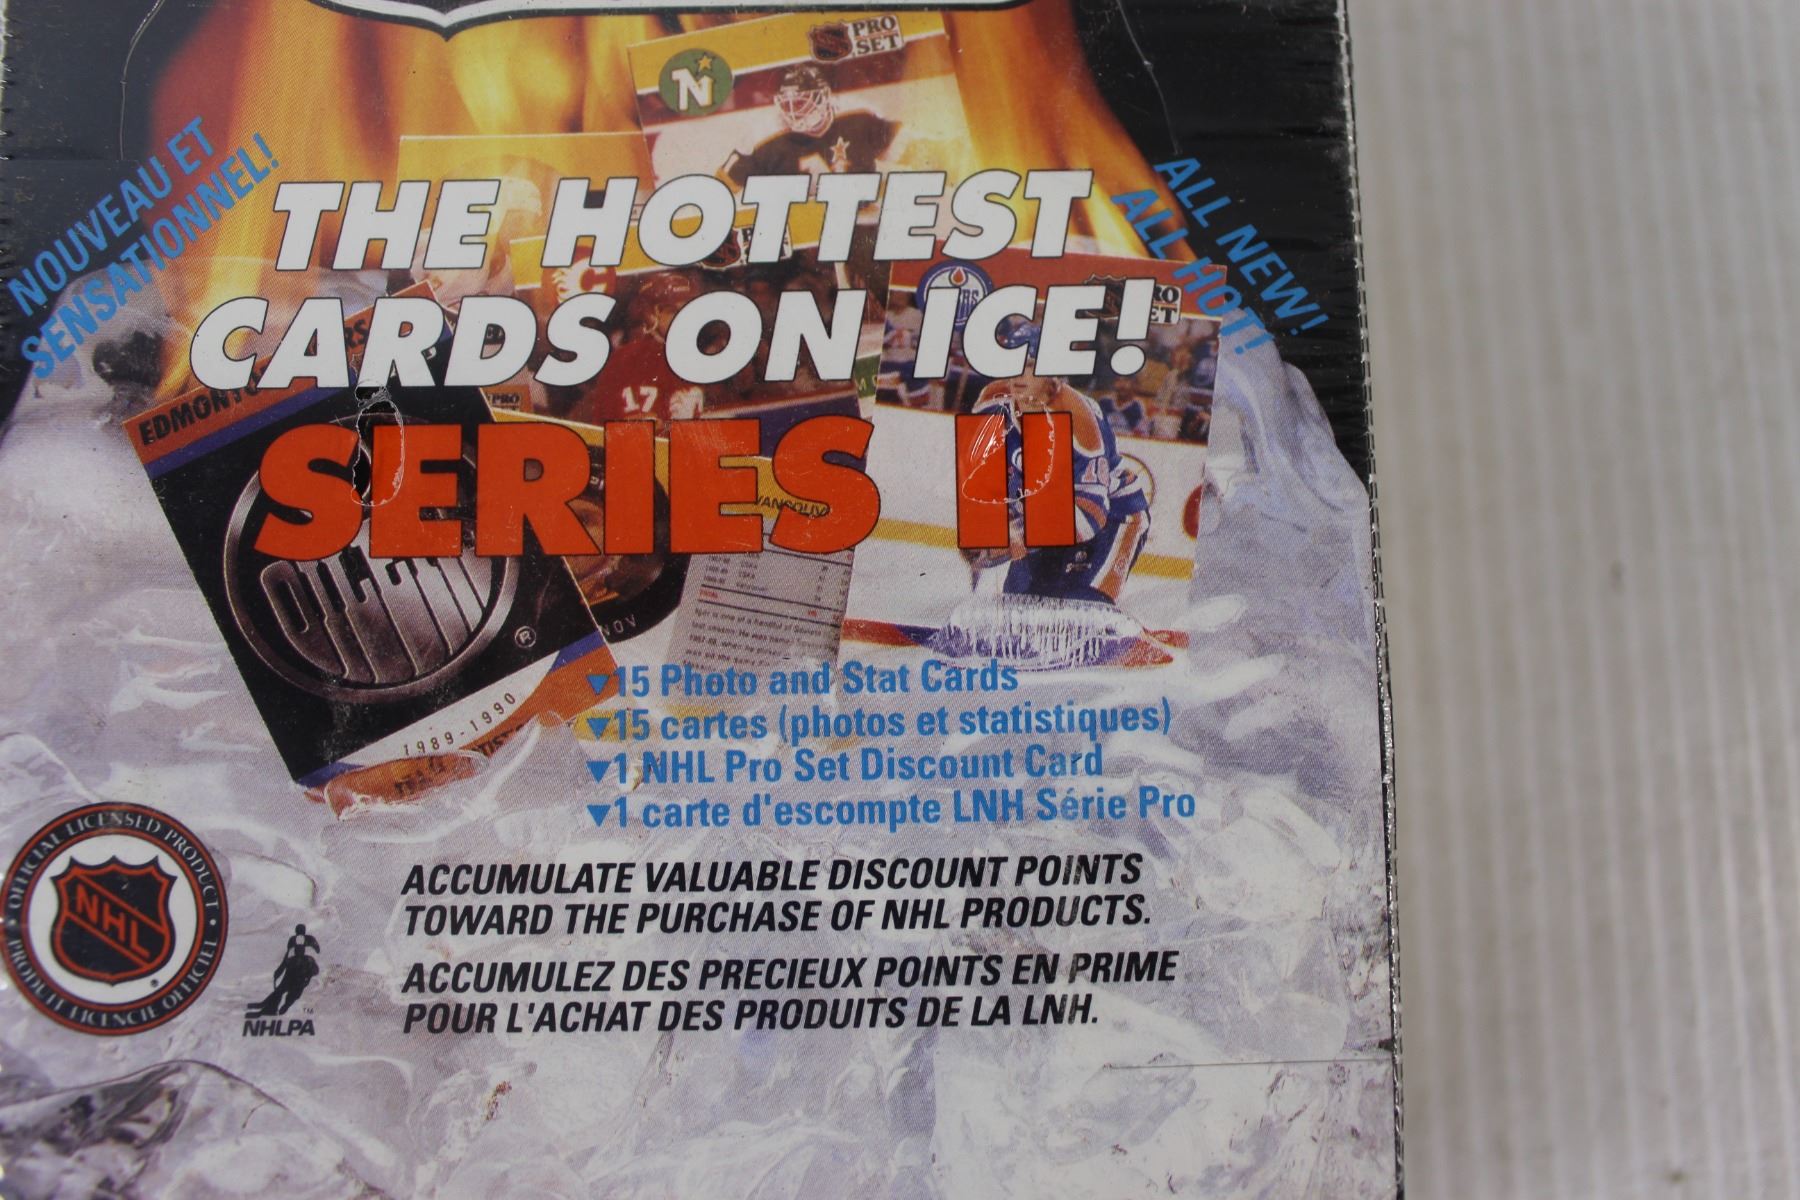 PRO
SET
N
NOUVEAU ET
SENSATIONNEL!
ALL NEW!
ALL HOT!
THE HOTTEST
CARDS ON ICE!
17
PRO
SERIES II
VANCOUV
®
1989-1990
▼15 Photo and Stat Cards
▼15 cartes (photos et statistiques)
▼1 NHL Pro Set Discount Card
▼1 carte d'escompte LNH Série Pro
ACCUMULATE VALUABLE DISCOUNT POINTS
TOWARD THE PURCHASE OF NHL PRODUCTS.
ACCUMULEZ DES PRECIEUX POINTS EN PRIME
POUR L'ACHAT DES PRODUITS DE LA LNH.
OFFICIAL LICENSED PRODUCT
NHL
PRODUIT LICENCIE OFFICIEL
NHLPA